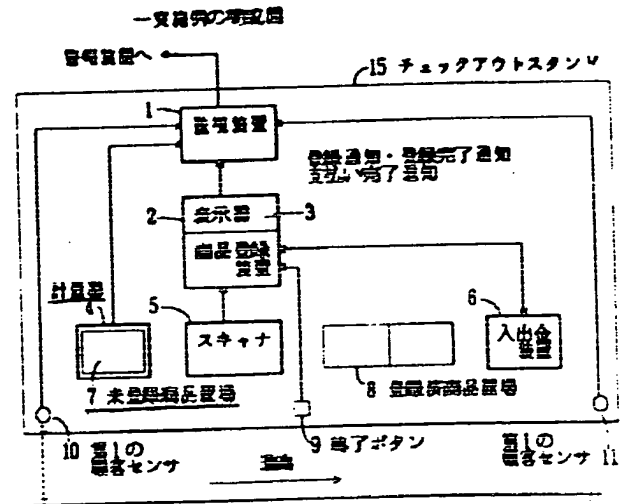 一実施例の構成図
管理装置へ
15 チェックアウトスタンド
1
監視装置
登録通知・登録完了通知
支払い完了通知
2
表示器
3
商品登録
装置
計量器
4
5
スキャナ
6
入出金
装置
7 未登録商品置場
8 登録済商品置場
9 終了ボタン
10 第1の
顧客センサ
第1の
顧客センサ 11